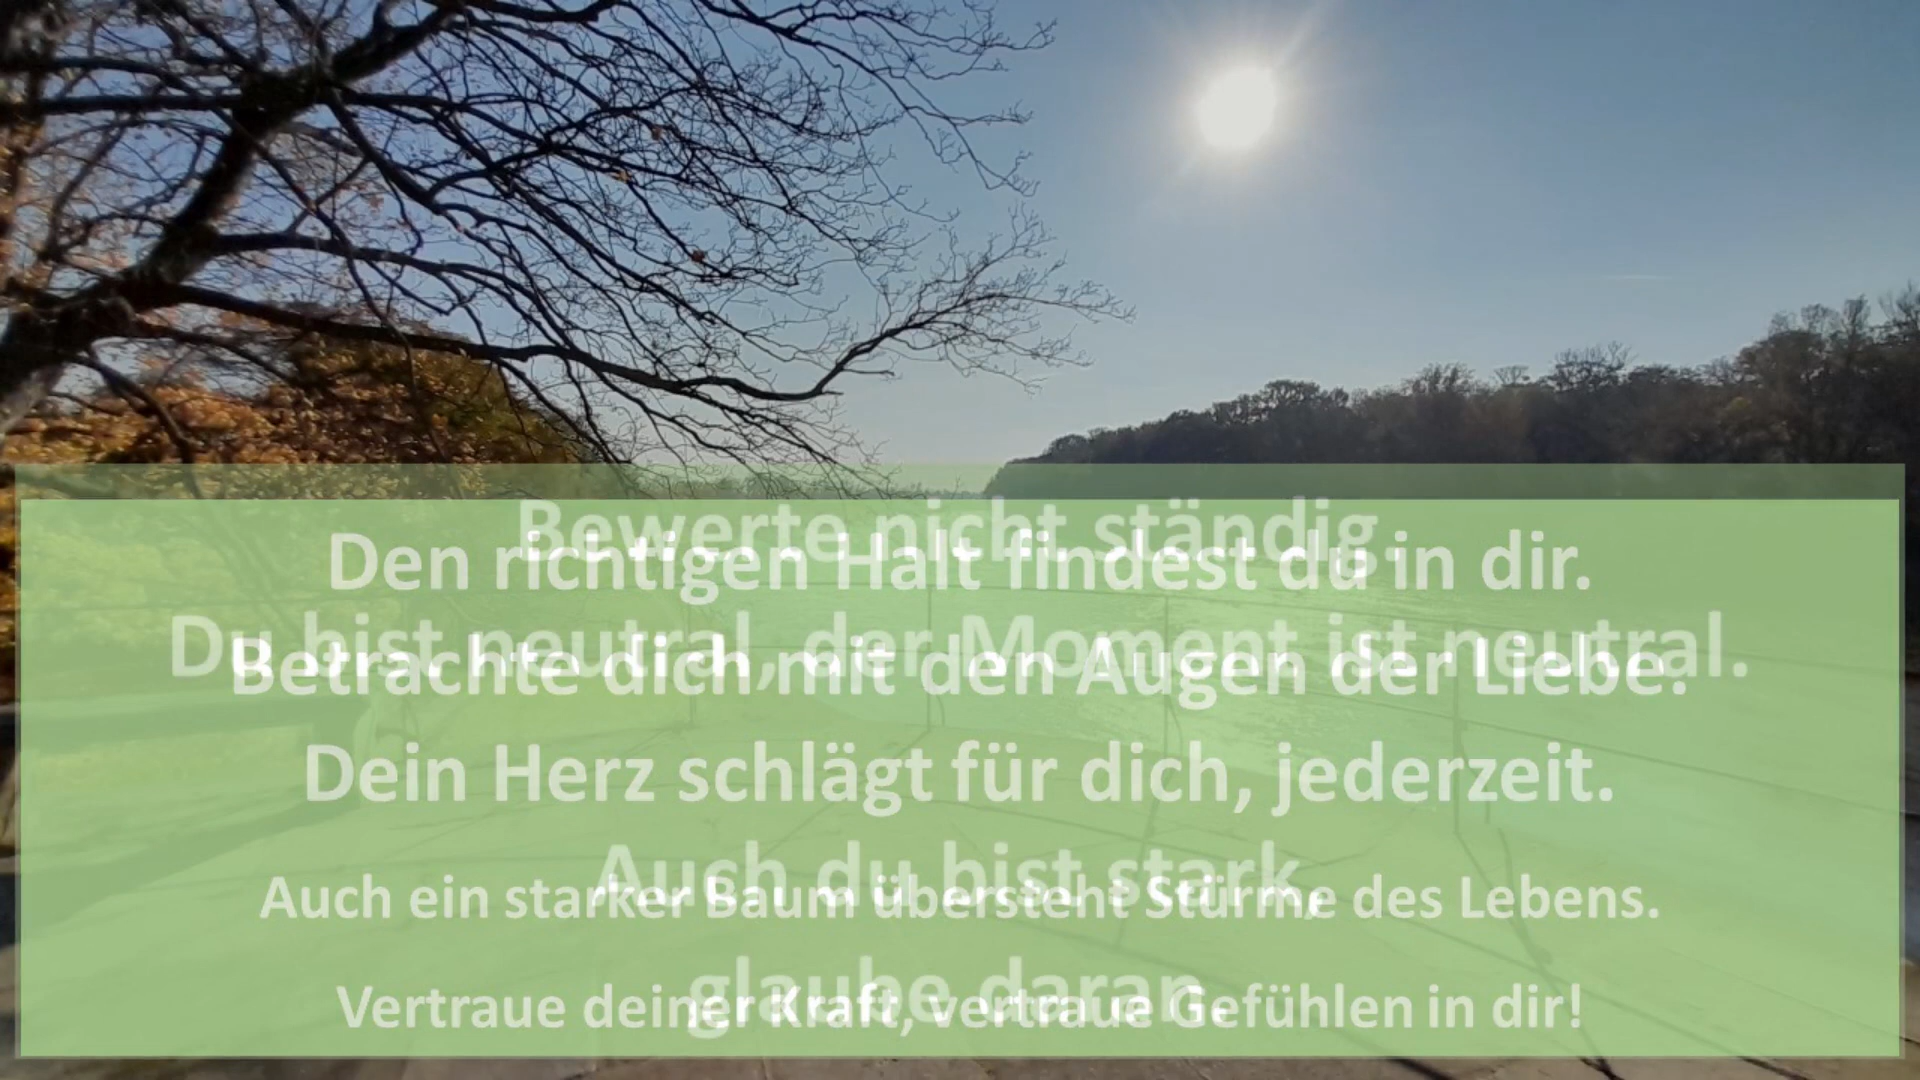 Bewerte nicht ständig.
Den richtigen Halt findest du in dir.
Du bist neutral, der Moment ist neutral.
Betrachte dich mit den Augen der Liebe.
Dein Herz schlägt für dich, jederzeit.
Auch du bist stark,
Auch ein starker Baum übersteht Stürme des Lebens.
glaube daran.
Vertraue deiner Kraft, vertraue Gefühlen in dir!